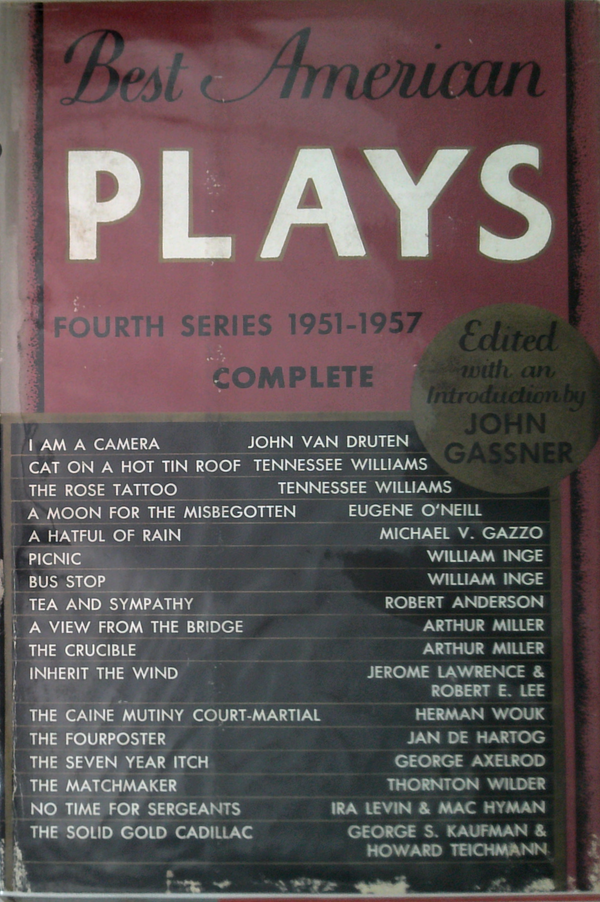 Best American
PLAYS
FOURTH SERIES 1951-1957
COMPLETE
Edited
with an
Introduction by
JOHN
GASSNER
I AM A CAMERA JOHN VAN DRUTEN
CAT ON A HOT TIN ROOF TENNESSEE WILLIAMS
THE ROSE TATTOO TENNESSEE WILLIAMS
A MOON FOR THE MISBEGOTTEN EUGENE O'NEILL
A HATFUL OF RAIN MICHAEL V. GAZZO
PICNIC WILLIAM INGE
BUS STOP WILLIAM INGE
TEA AND SYMPATHY ROBERT ANDERSON
A VIEW FROM THE BRIDGE ARTHUR MILLER
THE CRUCIBLE ARTHUR MILLER
INHERIT THE WIND JEROME LAWRENCE &
ROBERT E. LEE
THE CAINE MUTINY COURT-MARTIAL HERMAN WOUK
THE FOURPOSTER JAN DE HARTOG
THE SEVEN YEAR ITCH GEORGE AXELROD
THE MATCHMAKER THORNTON WILDER
NO TIME FOR SERGEANTS IRA LEVIN & MAC HYMAN
THE SOLID GOLD CADILLAC GEORGE S. KAUFMAN &
HOWARD TEICHMANN